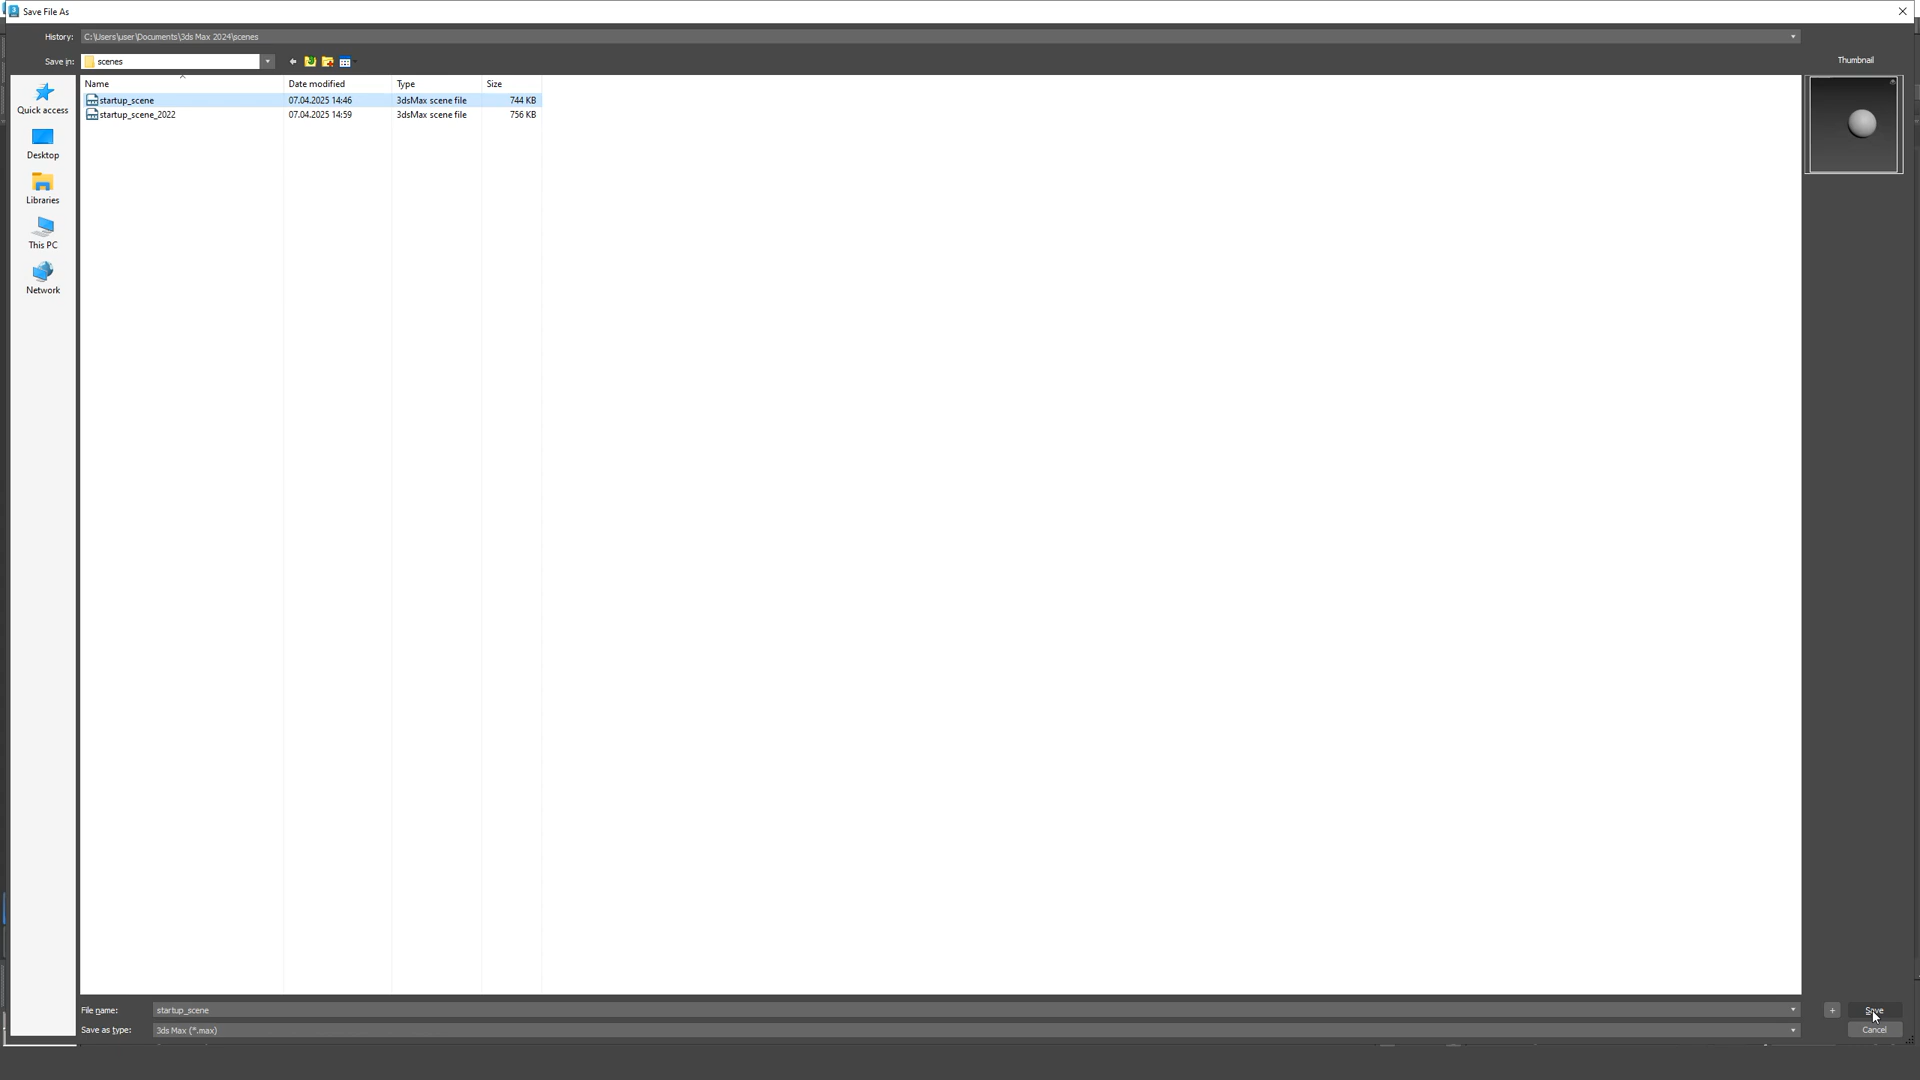 Save File As
History: C:\Users\user\Documents\3ds Max 2024\scenes
Save in: scenes
Thumbnail
Name Date modified Type Size
startup_scene 07.04.2025 14:46 3dsMax scene file 744 KB
startup_scene_2022 07.04.2025 14:59 3dsMax scene file 756 KB
Quick access
Desktop
Libraries
This PC
Network
File name: startup_scene + Save
Save as type: 3ds Max (*.max) Cancel